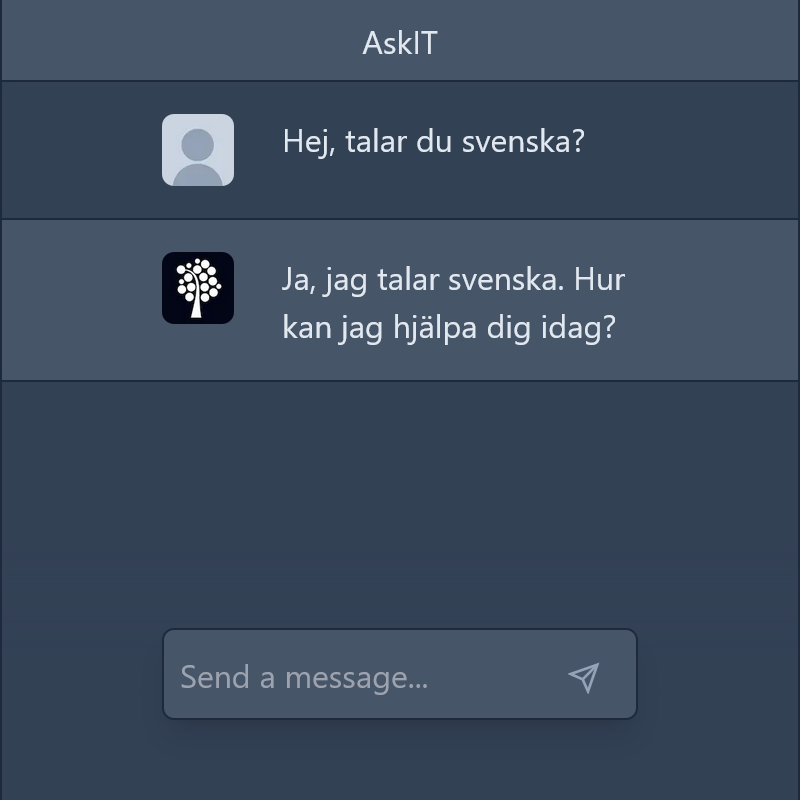 AskIT
Hej, talar du svenska?
Ja, jag talar svenska. Hur
kan jag hjälpa dig idag?
Send a message...